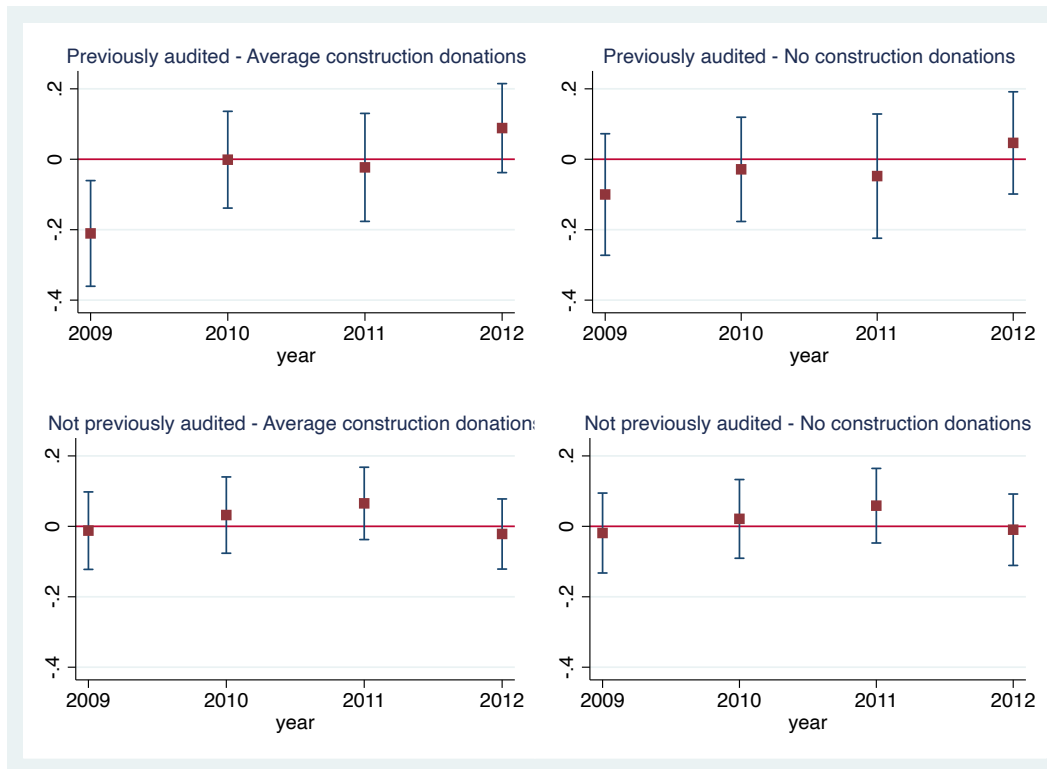 Previously audited - Average construction donations
.2
0
-.2
-.4
2009 2010 2011 2012
year
Previously audited - No construction donations
.2
0
-.2
-.4
2009 2010 2011 2012
year
Not previously audited - Average construction donations
.2
0
-.2
-.4
2009 2010 2011 2012
year
Not previously audited - No construction donations
.2
0
-.2
-.4
2009 2010 2011 2012
year